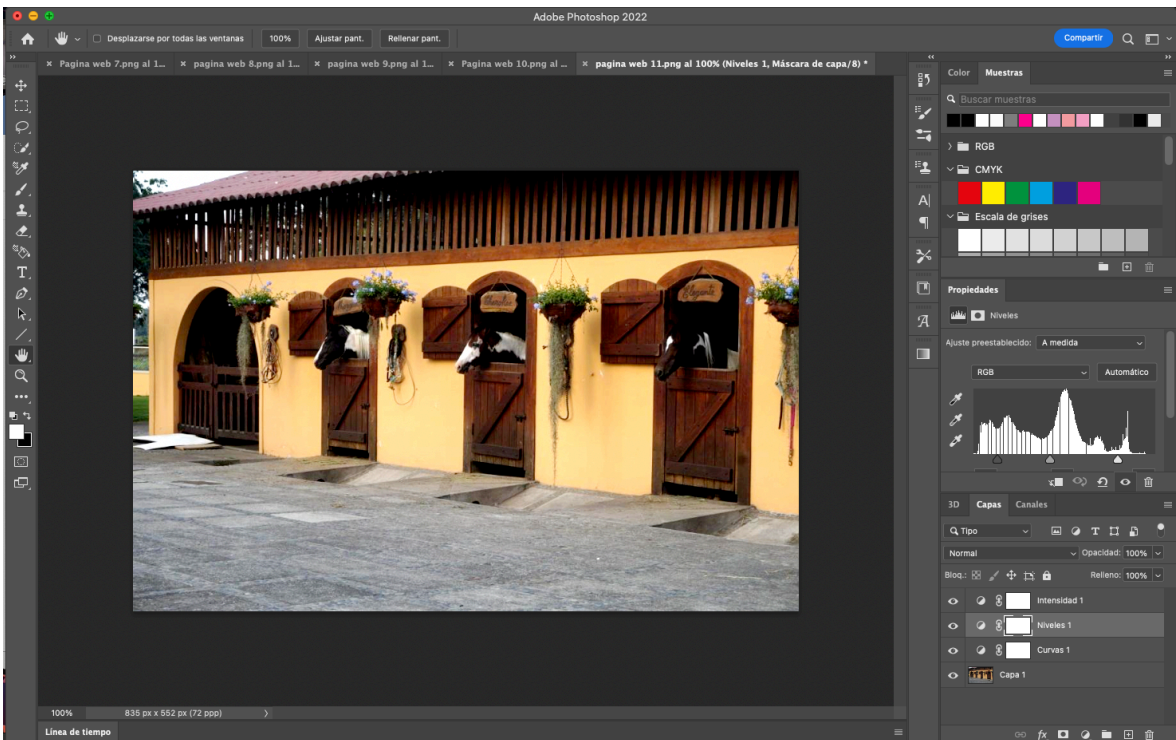 Adobe Photoshop 2022
Desplazarse por todas las ventanas 100% Ajustar pant. Rellenar pant. Compartir
× Pagina web 7.png al 1... × pagina web 8.png al 1... × pagina web 9.png al 1... × Pagina web 10.png al ... × pagina web 11.png al 100% (Niveles 1, Máscara de capa/8) *
Color Muestras
Buscar muestras
RGB
CMYK
Escala de grises
Propiedades
Niveles
Ajuste preestablecido: A medida
RGB Automático
3D Capas Canales
Tipo
Normal Opacidad: 100%
Bloq.: Relleno: 100%
Intensidad 1
Niveles 1
Curvas 1
Capa 1
fx
100% 835 px x 552 px (72 ppp)
Línea de tiempo